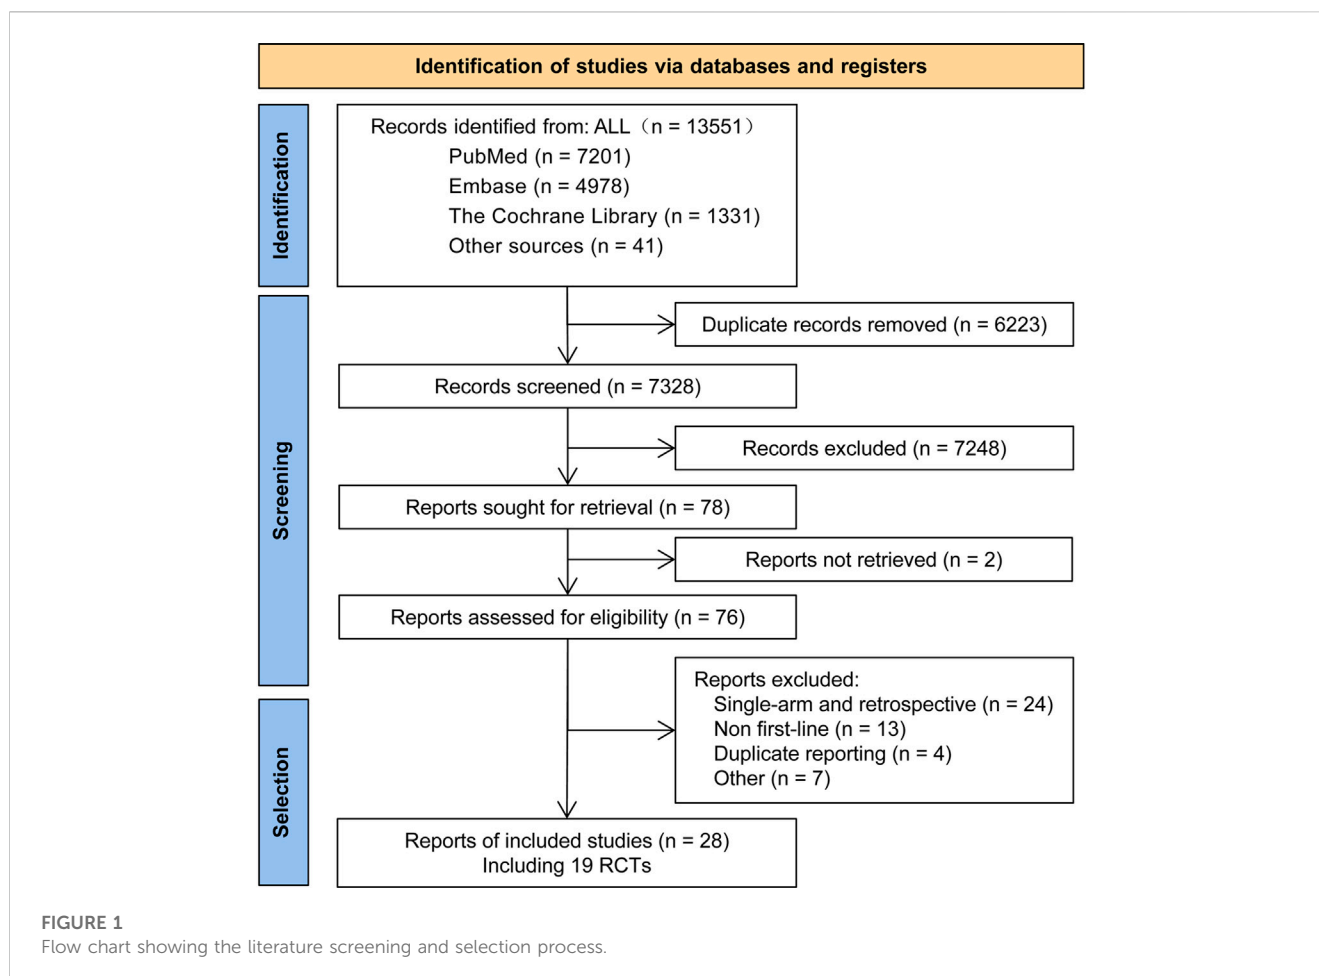 Identification of studies via databases and registers
Identification
Records identified from: ALL（n = 13551）
PubMed (n = 7201)
Embase (n = 4978)
The Cochrane Library (n = 1331)
Other sources (n = 41)
Screening
Duplicate records removed (n = 6223)
Records screened (n = 7328)
Records excluded (n = 7248)
Reports sought for retrieval (n = 78)
Reports not retrieved (n = 2)
Reports assessed for eligibility (n = 76)
Reports excluded:
Single-arm and retrospective (n = 24)
Non first-line (n = 13)
Duplicate reporting (n = 4)
Other (n = 7)
Selection
Reports of included studies (n = 28)
Including 19 RCTs
FIGURE 1
Flow chart showing the literature screening and selection process.